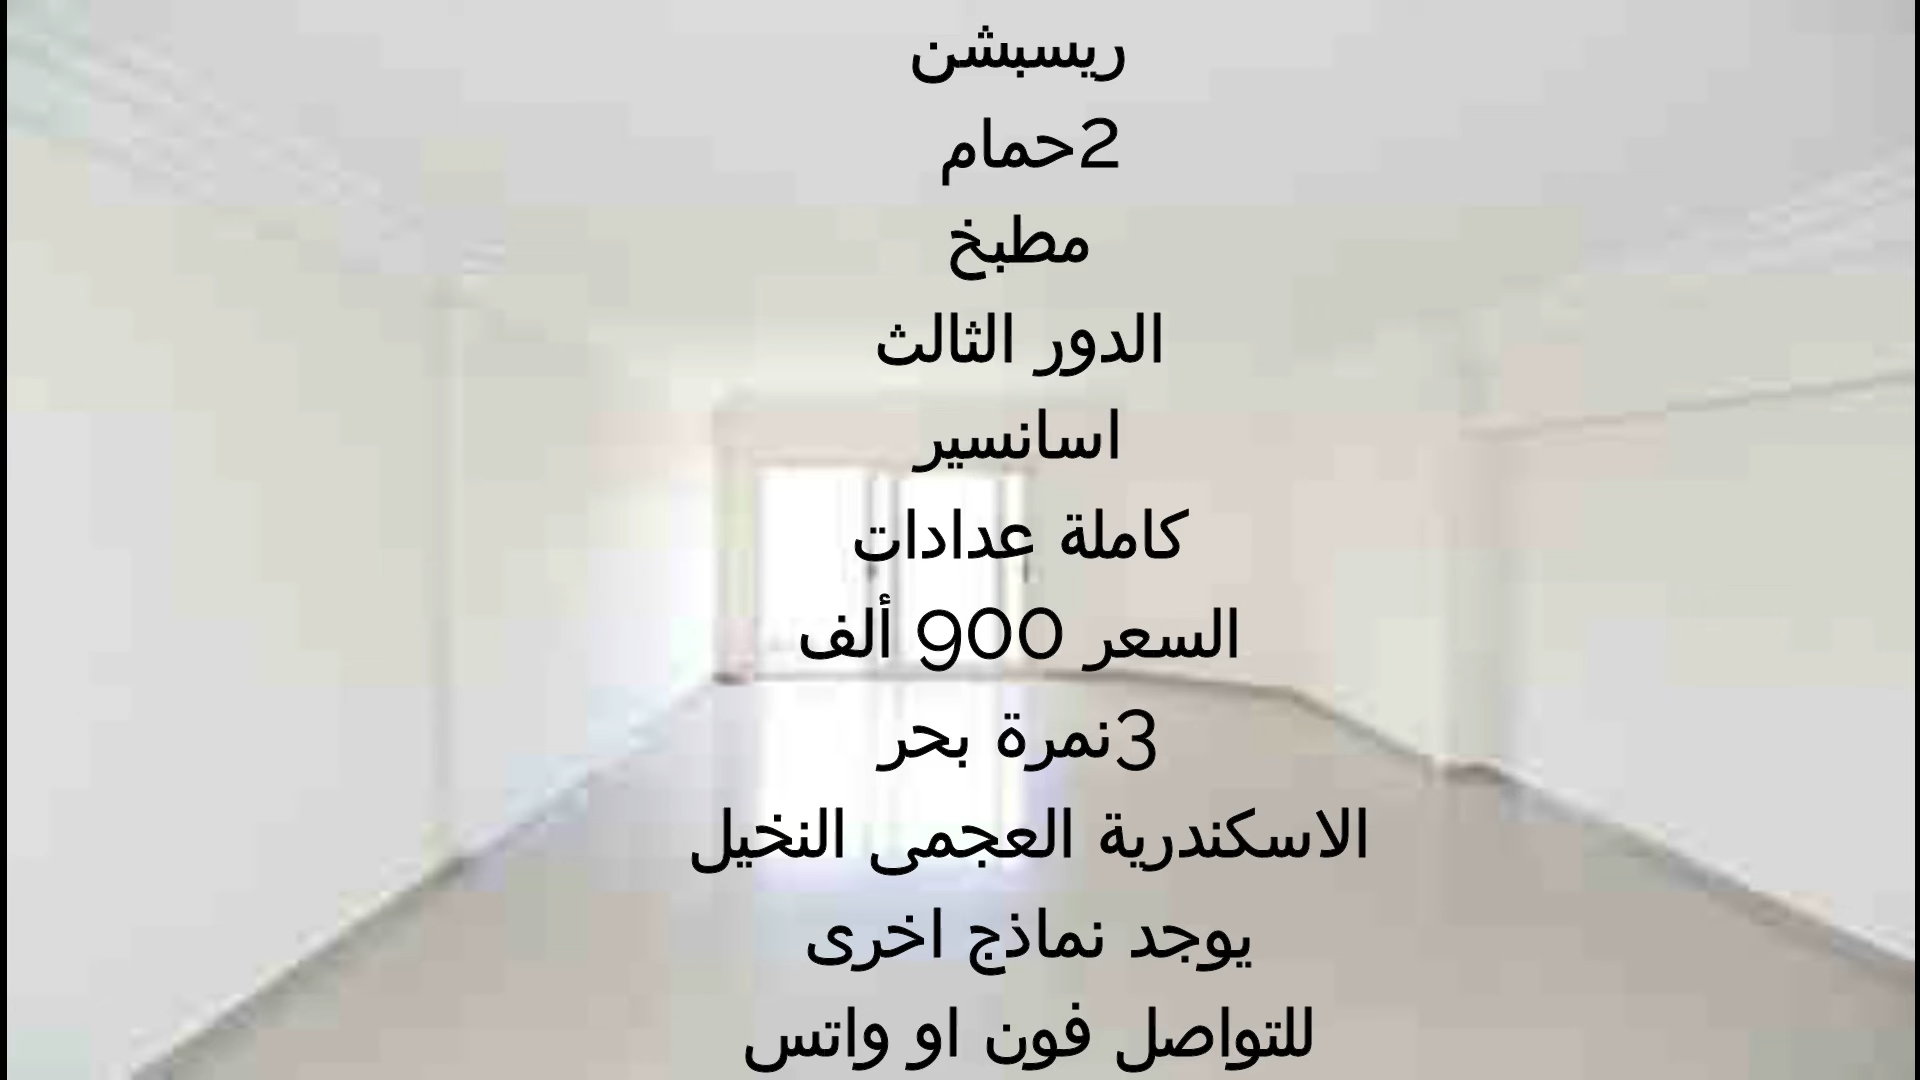 ريسبشن
2حمام
مطبخ
الدور الثالث
اسانسير
كاملة عدادات
السعر 900 ألف
3نمرة بحر
الاسكندرية العجمى النخيل
يوجد نماذج اخرى
للتواصل فون او واتس